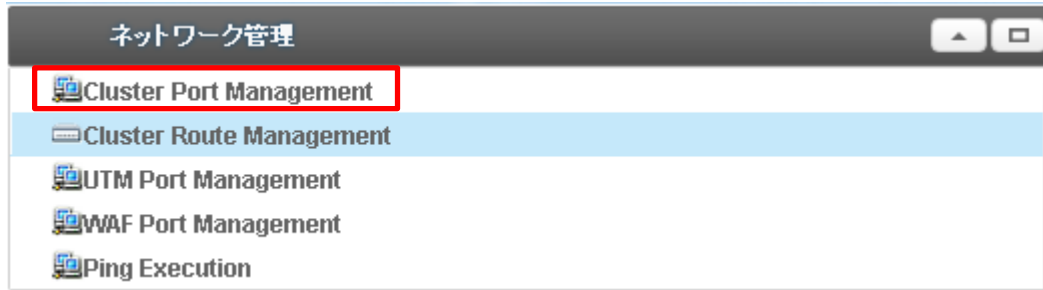 ネットワーク管理
Cluster Port Management
Cluster Route Management
UTM Port Management
WAF Port Management
Ping Execution